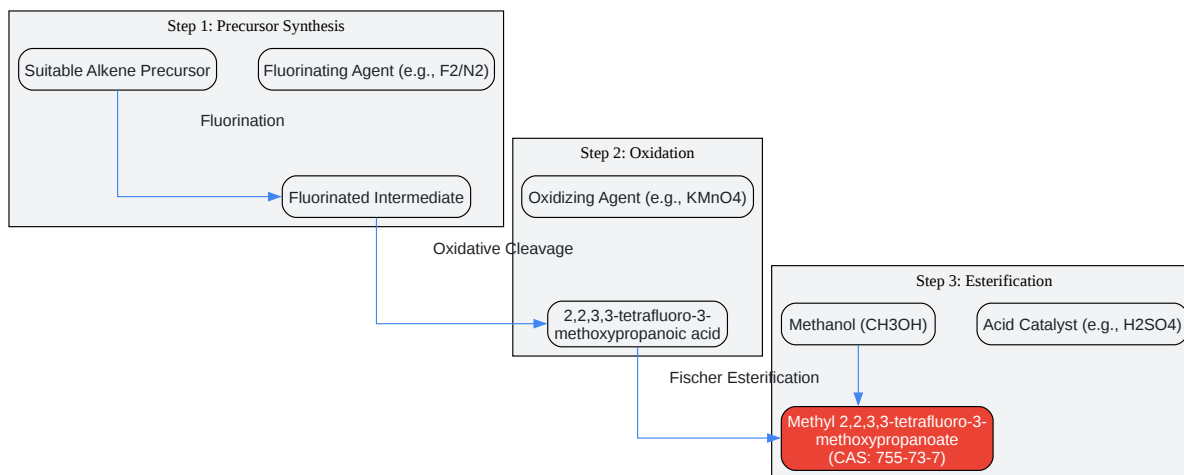 Step 1: Precursor Synthesis
Suitable Alkene Precursor
Fluorinating Agent (e.g., F2/N2)
Fluorination
Fluorinated Intermediate
Step 2: Oxidation
Oxidizing Agent (e.g., KMnO4)
Oxidative Cleavage
2,2,3,3-tetrafluoro-3-
methoxypropanoic acid
Step 3: Esterification
Methanol (CH3OH)
Acid Catalyst (e.g., H2SO4)
Fischer Esterification
Methyl 2,2,3,3-tetrafluoro-3-
methoxypropanoate
(CAS: 755-73-7)